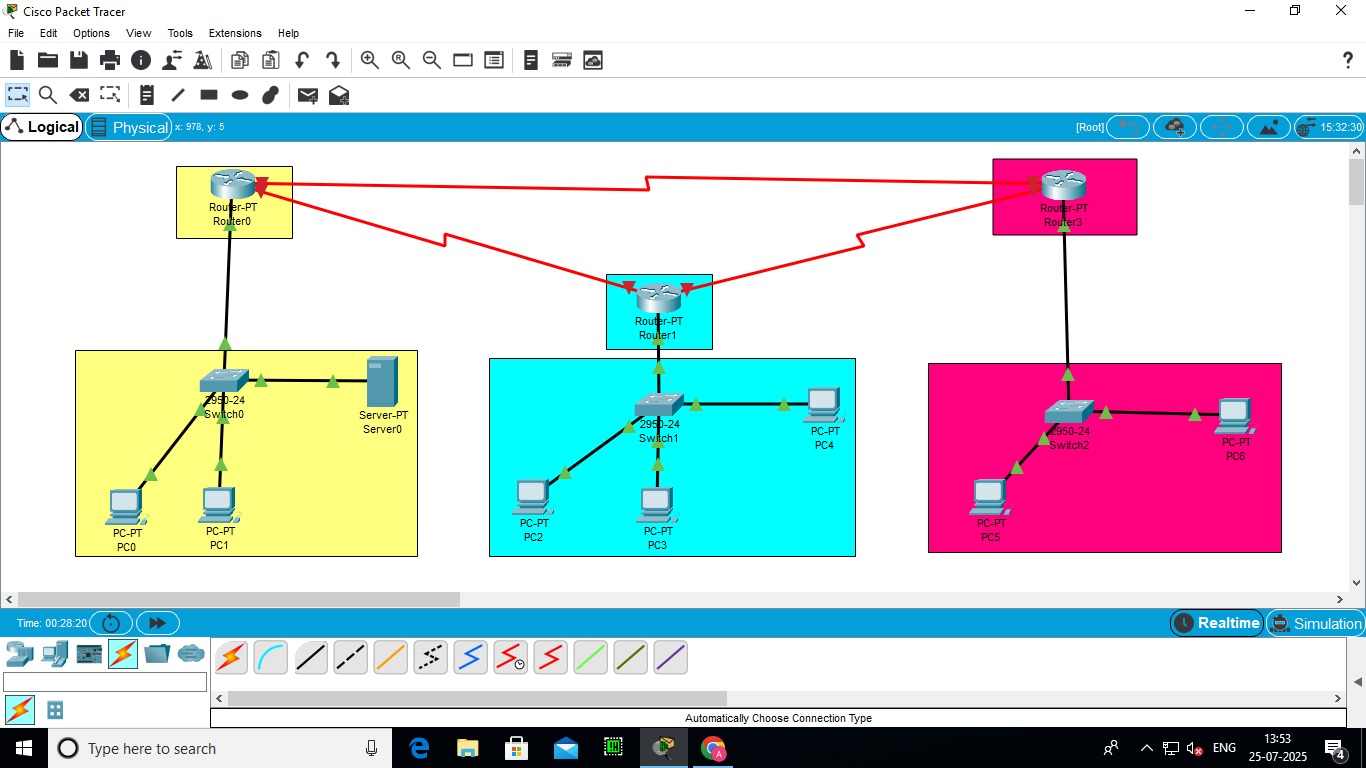 Cisco Packet Tracer
File Edit Options View Tools Extensions Help
?
Logical Physical x: 978, y: 5 [Root] 15:32:30
Router-PT
Router0
Router-PT
Router3
Router-PT
Router1
2950-24
Switch0
Server-PT
Server0
PC-PT
PC0
PC-PT
PC1
2950-24
Switch1
PC-PT
PC4
PC-PT
PC2
PC-PT
PC3
2950-24
Switch2
PC-PT
PC6
PC-PT
PC5
Time: 00:28:20 Realtime Simulation
Automatically Choose Connection Type
Type here to search
ENG
13:53
25-07-2025
4